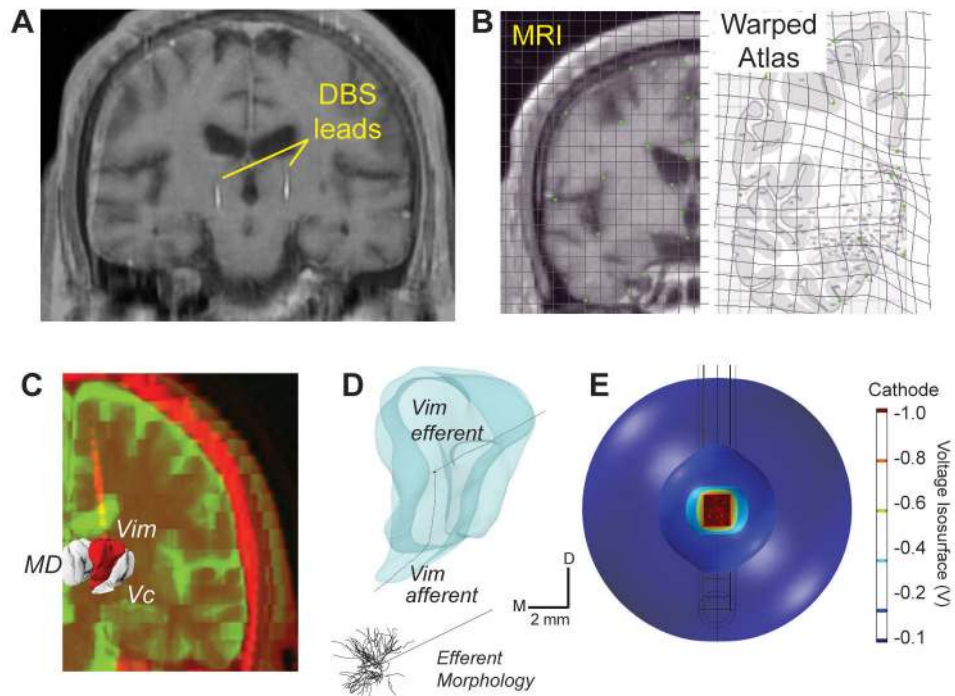 A
DBS
leads
B
MRI
Warped
Atlas
C
MD
Vim
Vc
D
Vim
efferent
Vim
afferent
D
M
2 mm
Efferent
Morphology
E
Cathode
-1.0
-0.8
-0.6
-0.4
-0.2
-0.1
Voltage Isosurface (V)